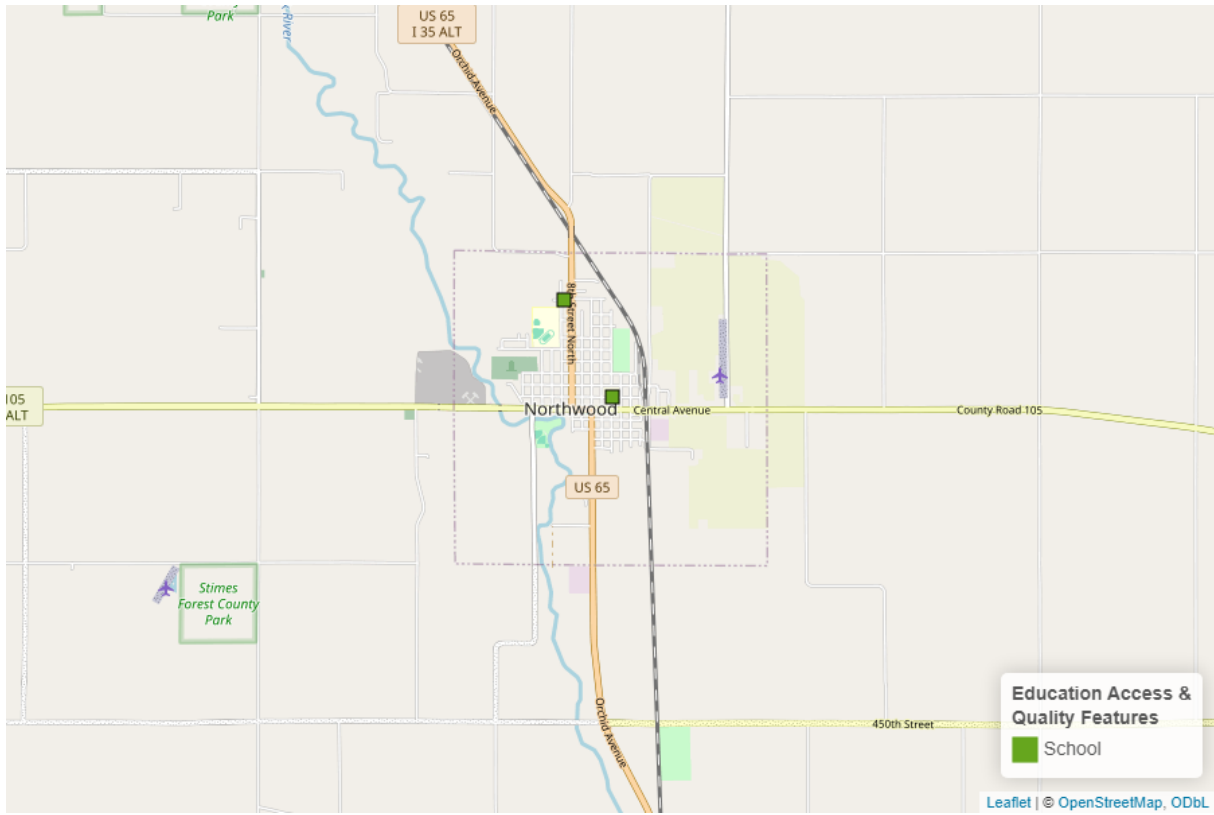 Park
River
US 65
I 35 ALT
Orchid Avenue
8th Street North
105
ALT
Northwood
Central Avenue
County Road 105
US 65
Stimes
Forest County
Park
Orchid Avenue
450th Street
Education Access &
Quality Features
School
Leaflet | © OpenStreetMap, ODbL